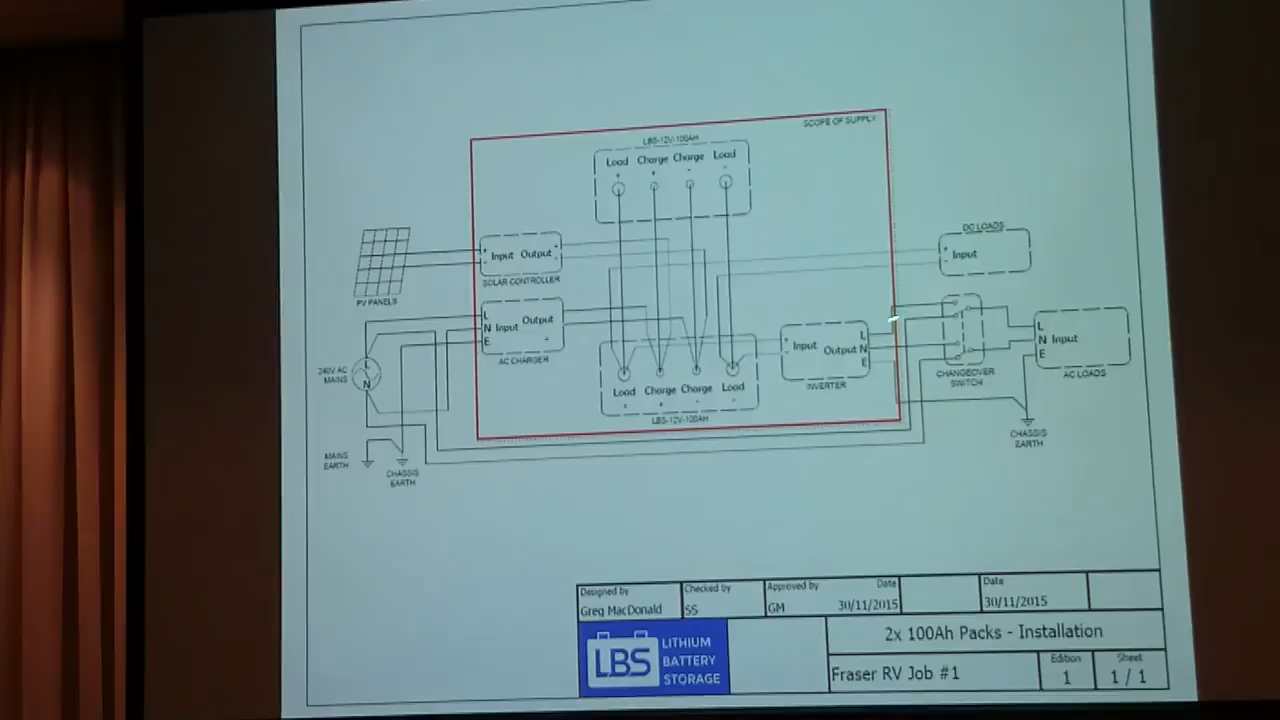 SCOPE OF SUPPLY
LBS-12V-100AH
Load Charge Charge Load
+ + - -
DC LOADS
+
- Input
+
- Input Output +
-
SOLAR CONTROLLER
PV PANELS
L
N Input Output
E
AC CHARGER
240V AC
MAINS
L
N
+
- Input Output L
N
E
INVERTER
CHANGEOVER
SWITCH
L
N Input
E
AC LOADS
Load Charge Charge Load
LBS-12V-100AH
MAINS
EARTH
CHASSIS
EARTH
CHASSIS
EARTH
Designed by Checked by Approved by Date Date
Greg MacDonald SS GM 30/11/2015 30/11/2015
2x 100Ah Packs - Installation
LBS LITHIUM
BATTERY
STORAGE
Fraser RV Job #1
Edition
1
Sheet
1 / 1